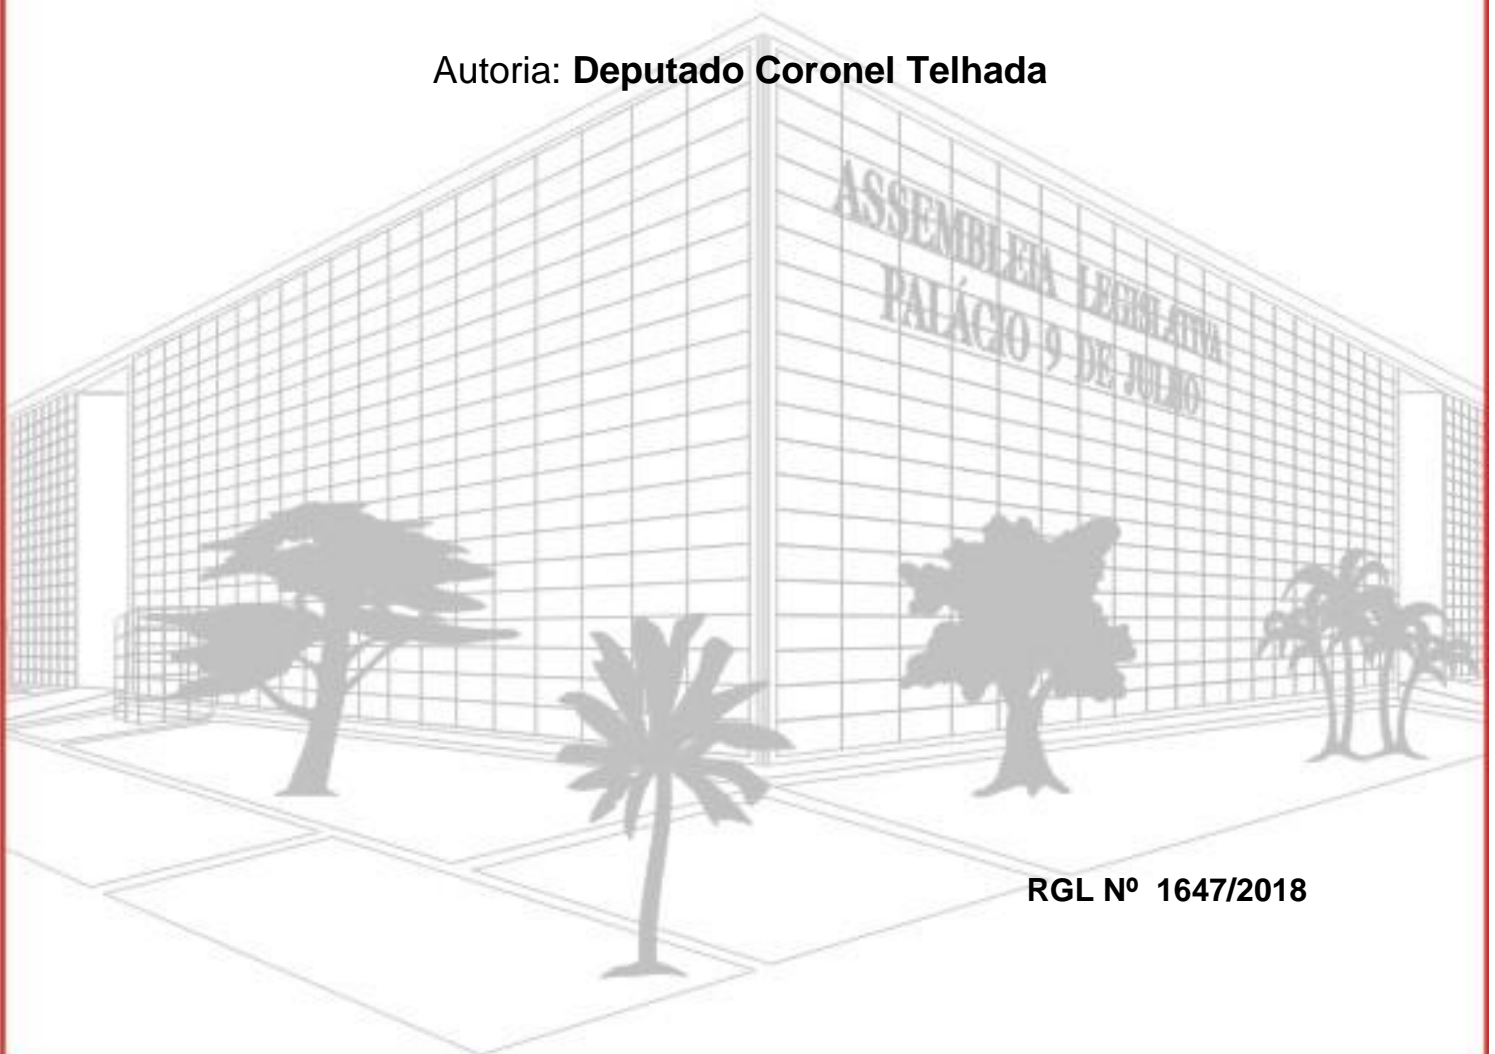 Autoria: Deputado Coronel Telhada
ASSEMBLEIA LEGISLATIVA
PALÁCIO 9 DE JULHO
RGL Nº 1647/2018